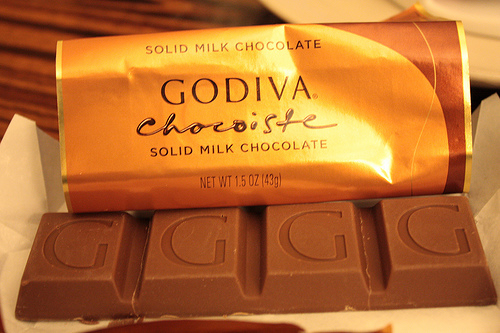 SOLID MILK CHOCOLATE
GODIVA®
Chocoiste
SOLID MILK CHOCOLATE
NET WT 1.5 OZ (43g)
G G G G